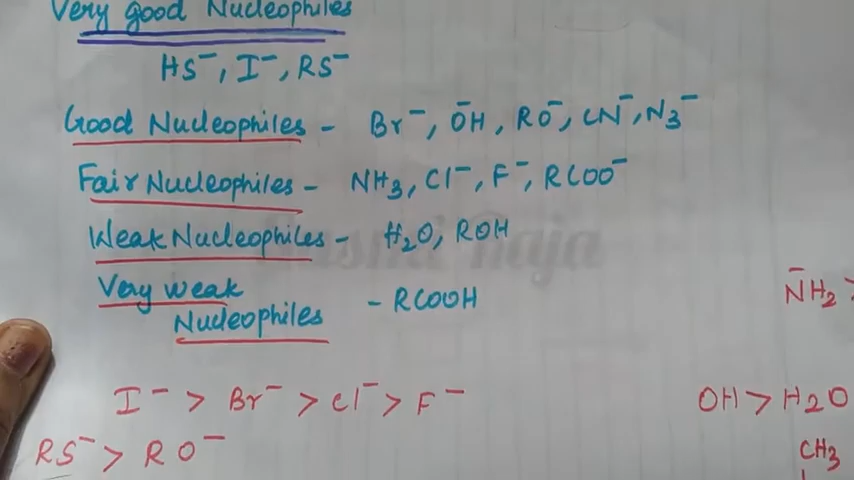 Very good Nucleophiles
HS⁻, I⁻, RS⁻
Good Nucleophiles - Br⁻, ŌH, RO⁻, CN⁻, N₃⁻
Fair Nucleophiles - NH₃, Cl⁻, F⁻, RCOO⁻
Weak Nucleophiles - H₂O, ROH
Very weak
Nucleophiles - RCOOH
N̄H₂ >
I⁻ > Br⁻ > Cl⁻ > F⁻
OH > H₂O
RS⁻ > RO⁻
CH₃